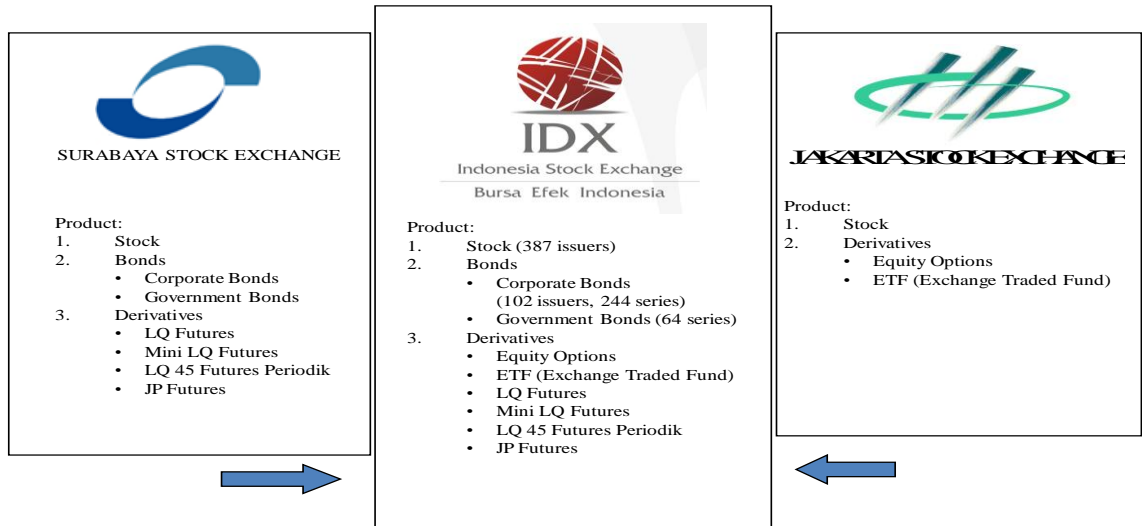 SURABAYA STOCK EXCHANGE
Product:
1. Stock
2. Bonds
• Corporate Bonds
• Government Bonds
3. Derivatives
• LQ Futures
• Mini LQ Futures
• LQ 45 Futures Periodik
• JP Futures
IDX
Indonesia Stock Exchange
Bursa Efek Indonesia
Product:
1. Stock (387 issuers)
2. Bonds
• Corporate Bonds
(102 issuers, 244 series)
• Government Bonds (64 series)
3. Derivatives
• Equity Options
• ETF (Exchange Traded Fund)
• LQ Futures
• Mini LQ Futures
• LQ 45 Futures Periodik
• JP Futures
JAKARTA STOCK EXCHANGE
Product:
1. Stock
2. Derivatives
• Equity Options
• ETF (Exchange Traded Fund)